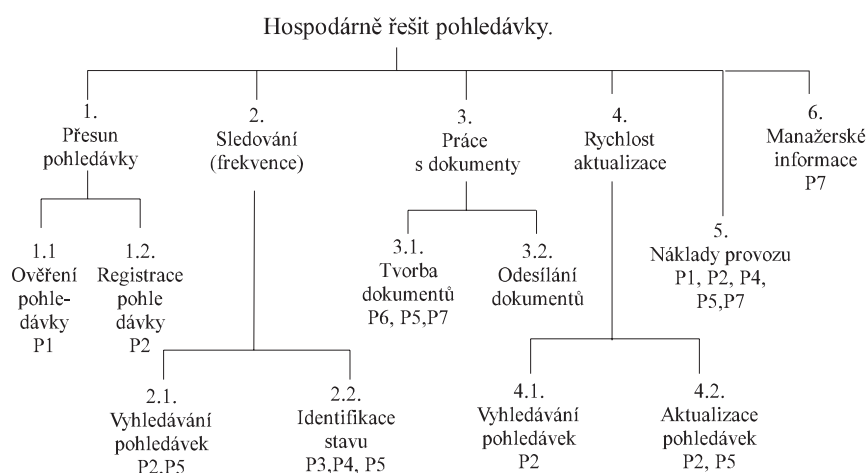 Hospodárně řešit pohledávky.
1.
Přesun
pohledávky
2.
Sledování
(frekvence)
3.
Práce
s dokumenty
4.
Rychlost
aktualizace
6.
Manažerské
informace
P7
1.1
Ověření
pohle-
dávky
P1
1.2.
Registrace
pohle
dávky
P2
3.1.
Tvorba
dokumentů
P6, P5,P7
3.2.
Odesílání
dokumentů
5.
Náklady provozu
P1, P2, P4,
P5,P7
2.1.
Vyhledávání
pohledávek
P2,P5
2.2.
Identifikace
stavu
P3,P4, P5
4.1.
Vyhledávání
pohledávek
P2
4.2.
Aktualizace
pohledávek
P2, P5